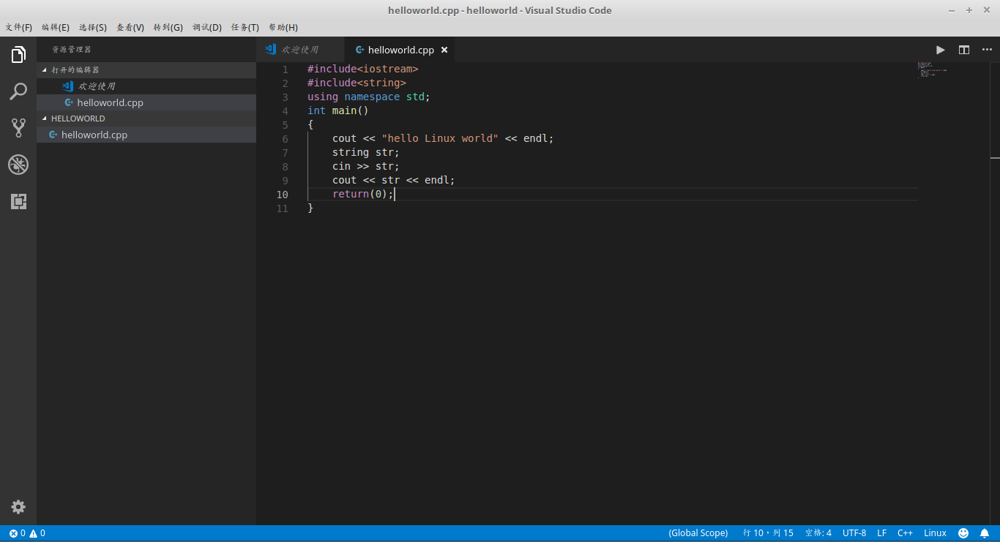 helloworld.cpp - helloworld - Visual Studio Code
文件(F) 编辑(E) 选择(S) 查看(V) 转到(G) 调试(D) 任务(T) 帮助(H)
资源管理器
打开的编辑器
欢迎使用
helloworld.cpp
HELLOWORLD
helloworld.cpp
欢迎使用 helloworld.cpp
1 #include<iostream>
2 #include<string>
3 using namespace std;
4 int main()
5 {
6     cout << "hello Linux world" << endl;
7     string str;
8     cin >> str;
9     cout << str << endl;
10     return(0);
11 }
0 0 (Global Scope) 行 10，列 15 空格: 4 UTF-8 LF C++ Linux